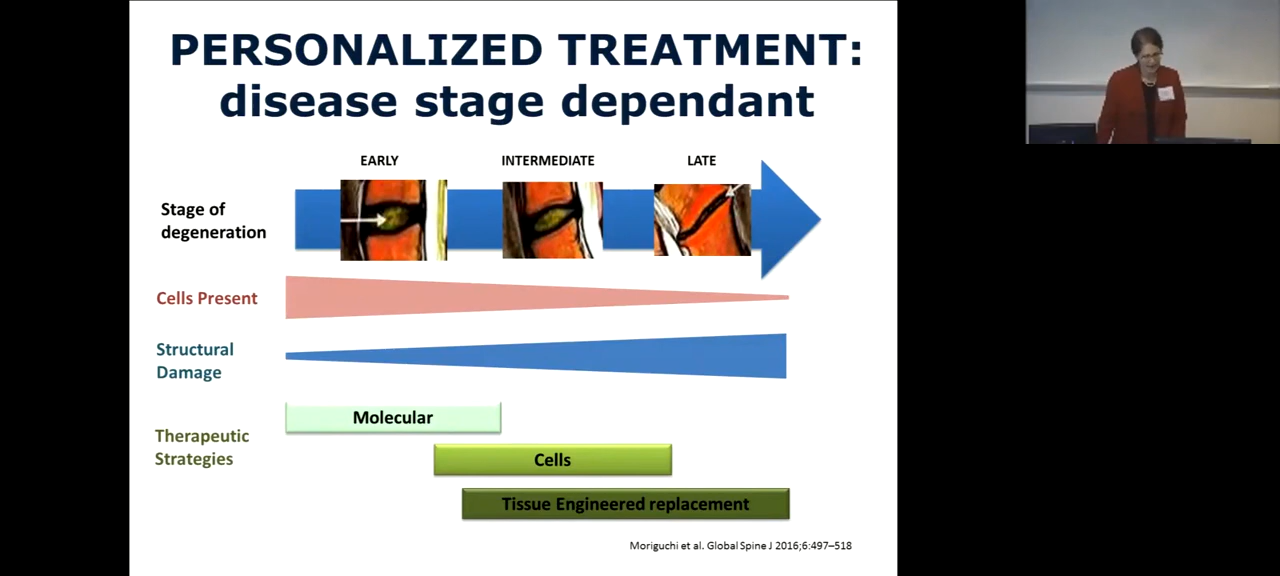 PERSONALIZED TREATMENT:
disease stage dependant
EARLY
INTERMEDIATE
LATE
Stage of
degeneration
Cells Present
Structural
Damage
Molecular
Therapeutic
Strategies
Cells
Tissue Engineered replacement
Moriguchi et al. Global Spine J 2016;6:497–518